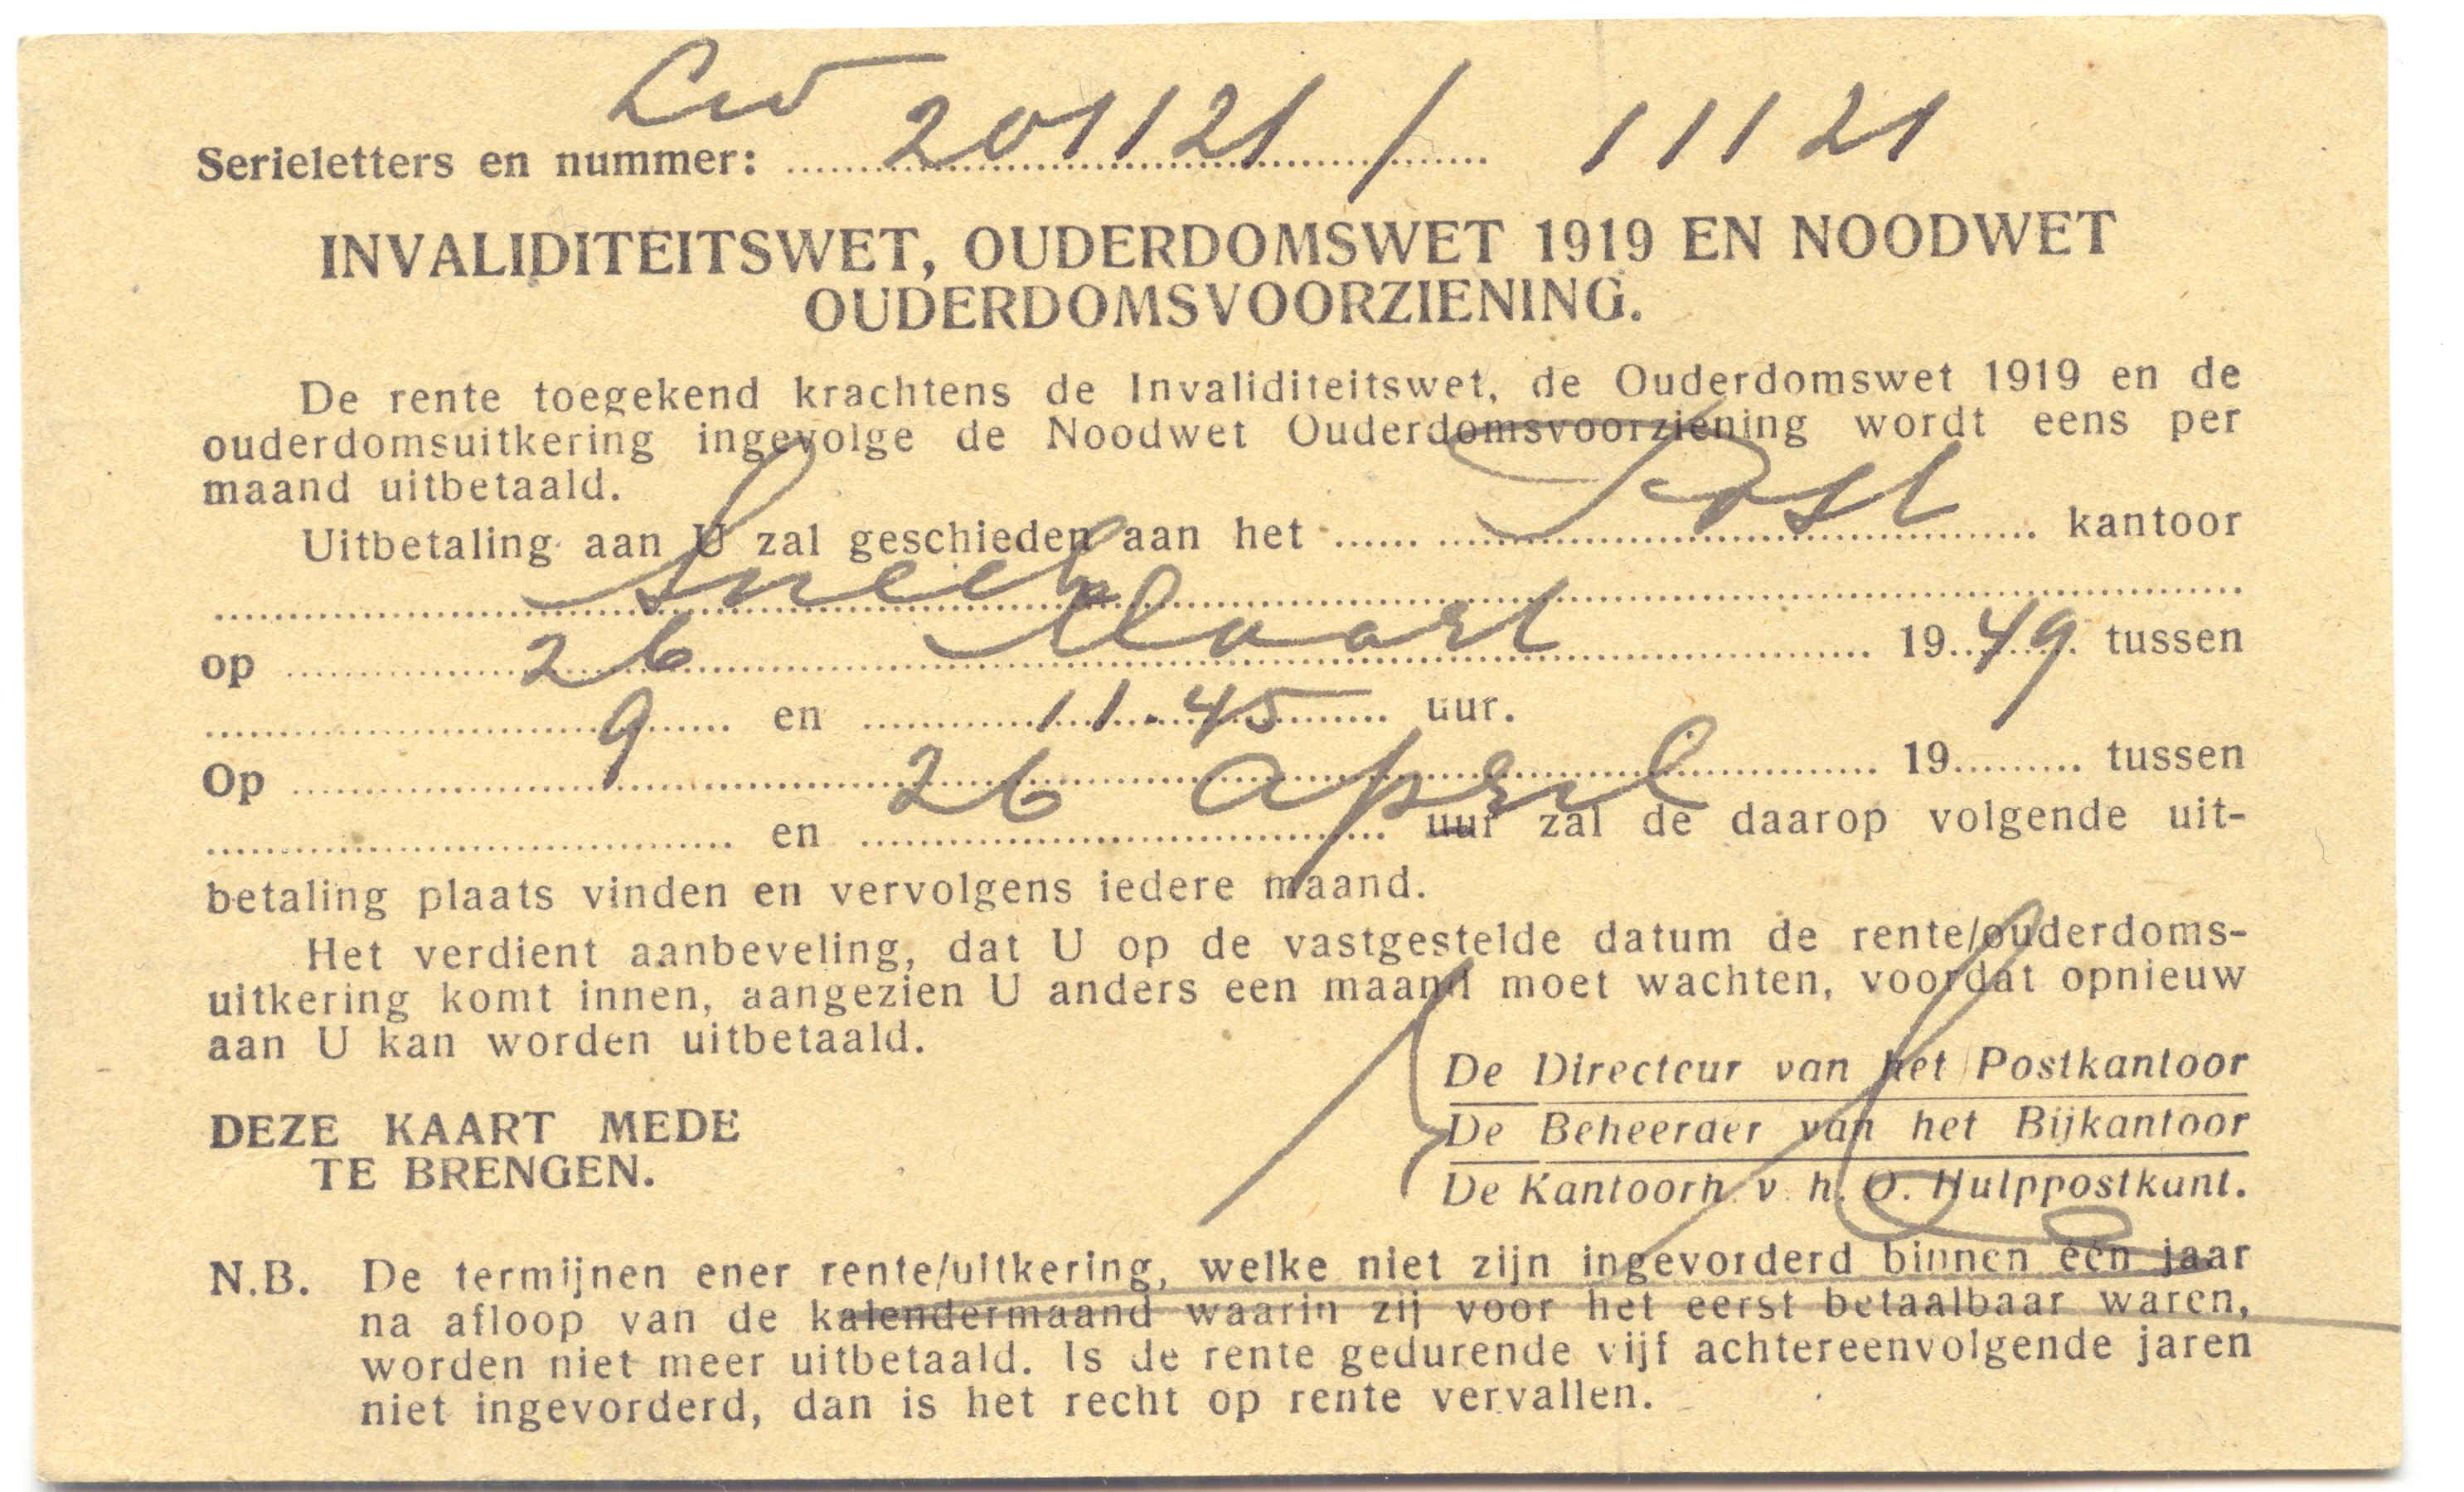 Lw
Serieletters en nummer: 201121 / 11121
INVALIDITEITSWET, OUDERDOMSWET 1919 EN NOODWET
OUDERDOMSVOORZIENING.
De rente toegekend krachtens de Invaliditeitswet, de Ouderdomswet 1919 en de
ouderdomsuitkering ingevolge de Noodwet Ouderdomsvoorziening wordt eens per
maand uitbetaald.
Uitbetaling aan U zal geschieden aan het Post kantoor
Sneek
op 26 Maart 1949 tussen
9 en 11.45 uur.
Op 26 April 19 tussen
en uur zal de daarop volgende uit-
betaling plaats vinden en vervolgens iedere maand.
Het verdient aanbeveling, dat U op de vastgestelde datum de rente/ouderdoms-
uitkering komt innen, aangezien U anders een maand moet wachten, voordat opnieuw
aan U kan worden uitbetaald.
De Directeur van het Postkantoor
DEZE KAART MEDE
De Beheerder van het Bijkantoor
TE BRENGEN.
De Kantoorh. v. h. O. Hulppostkant.
N.B. De termijnen ener rente/uitkering, welke niet zijn ingevorderd binnen één jaar
na afloop van de kalendermaand waarin zij voor het eerst betaalbaar waren,
worden niet meer uitbetaald. Is de rente gedurende vijf achtereenvolgende jaren
niet ingevorderd, dan is het recht op rente vervallen.